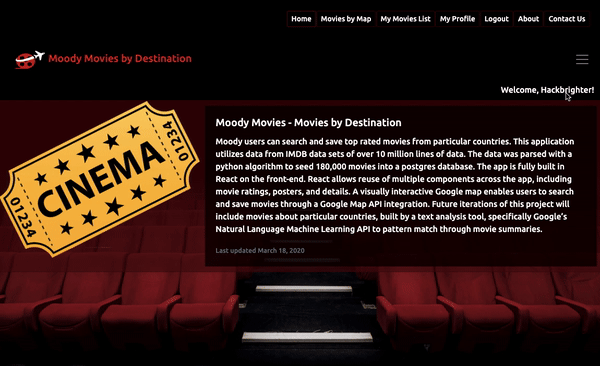 Home Movies by Map My Movies List My Profile Logout About Contact Us
Moody Movies by Destination
Welcome, Hackbrighter!
01234
CINEMA
01234
Moody Movies - Movies by Destination
Moody users can search and save top rated movies from particular countries. This application
utilizes data from IMDB data sets of over 10 million lines of data. The data was parsed with a
python algorithm to seed 180,000 movies into a postgres database. The app is fully built in
React on the front-end. React allows reuse of multiple components across the app, including
movie ratings, posters, and details. A visually interactive Google map enables users to search
and save movies through a Google Map API integration. Future iterations of this project will
include movies about particular countries, built by a text analysis tool, specifically Google's
Natural Language Machine Learning API to pattern match through movie summaries.
Last updated March 18, 2020